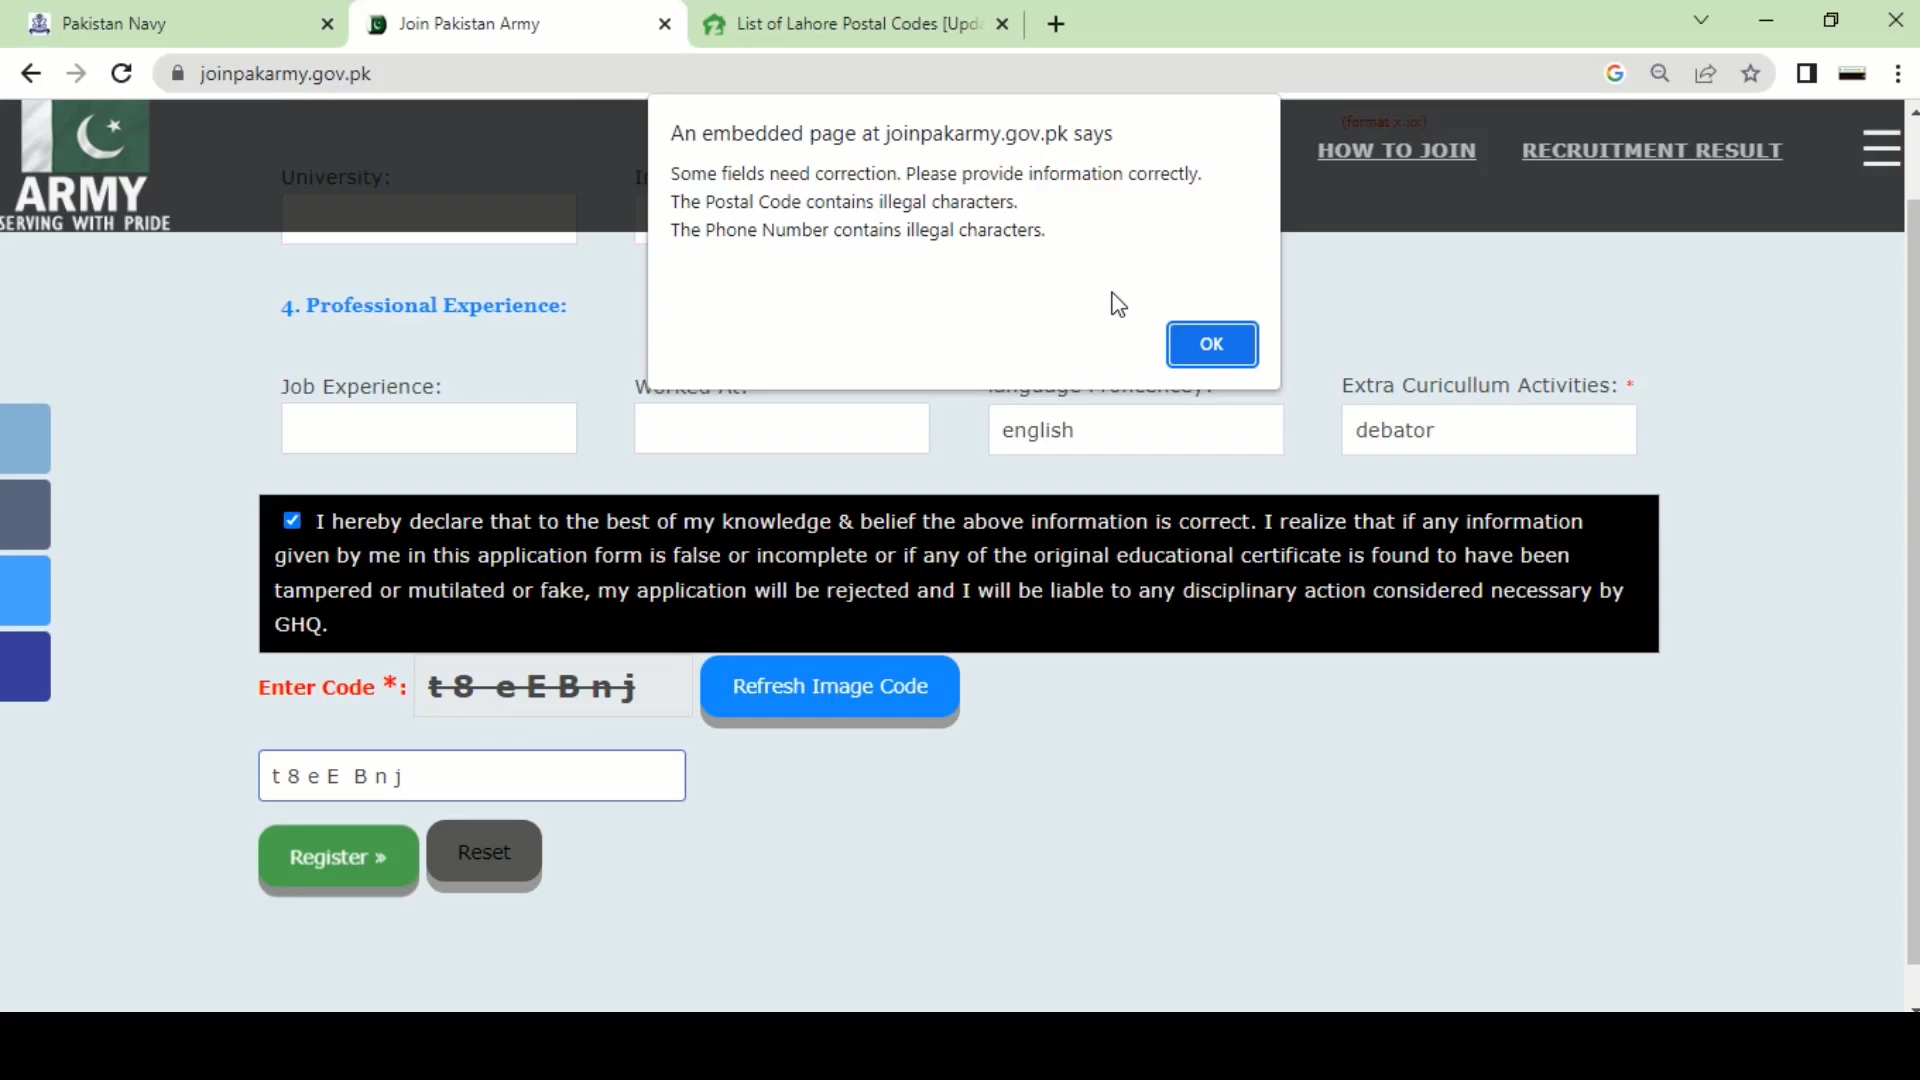 Pakistan Navy
Join Pakistan Army
List of Lahore Postal Codes [Upd
joinpakarmy.gov.pk
ARMY
SERVING WITH PRIDE
(format x.xx)
HOW TO JOIN
RECRUITMENT RESULT
An embedded page at joinpakarmy.gov.pk says
Some fields need correction. Please provide information correctly.
The Postal Code contains illegal characters.
The Phone Number contains illegal characters.
OK
University:
4. Professional Experience:
Job Experience:
Worked At:
Extra Curicullum Activities: *
english
debator
I hereby declare that to the best of my knowledge & belief the above information is correct. I realize that if any information
given by me in this application form is false or incomplete or if any of the original educational certificate is found to have been
tampered or mutilated or fake, my application will be rejected and I will be liable to any disciplinary action considered necessary by
GHQ.
Enter Code *:
t 8 e E B n j
Refresh Image Code
t 8 e E B n j
Register »
Reset